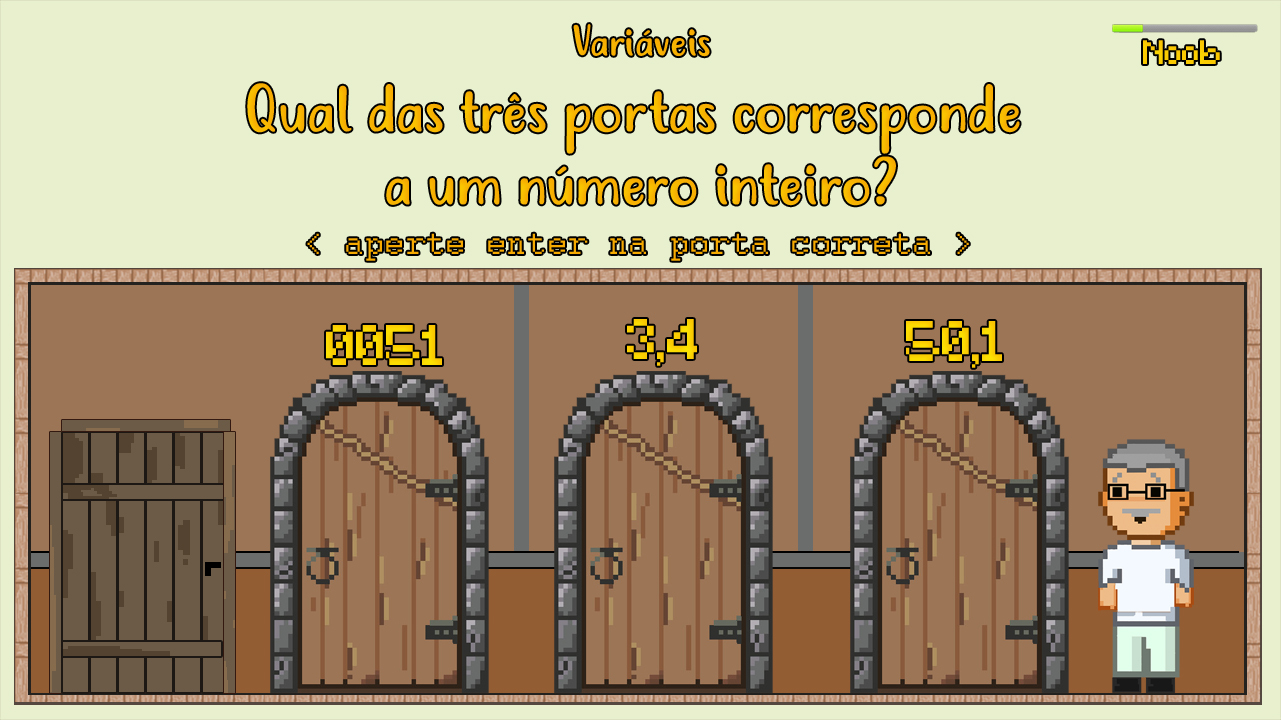 Variáveis
Noob
Qual das três portas corresponde
a um número inteiro?
< aperte enter na porta correta >
0051
3,4
50,1